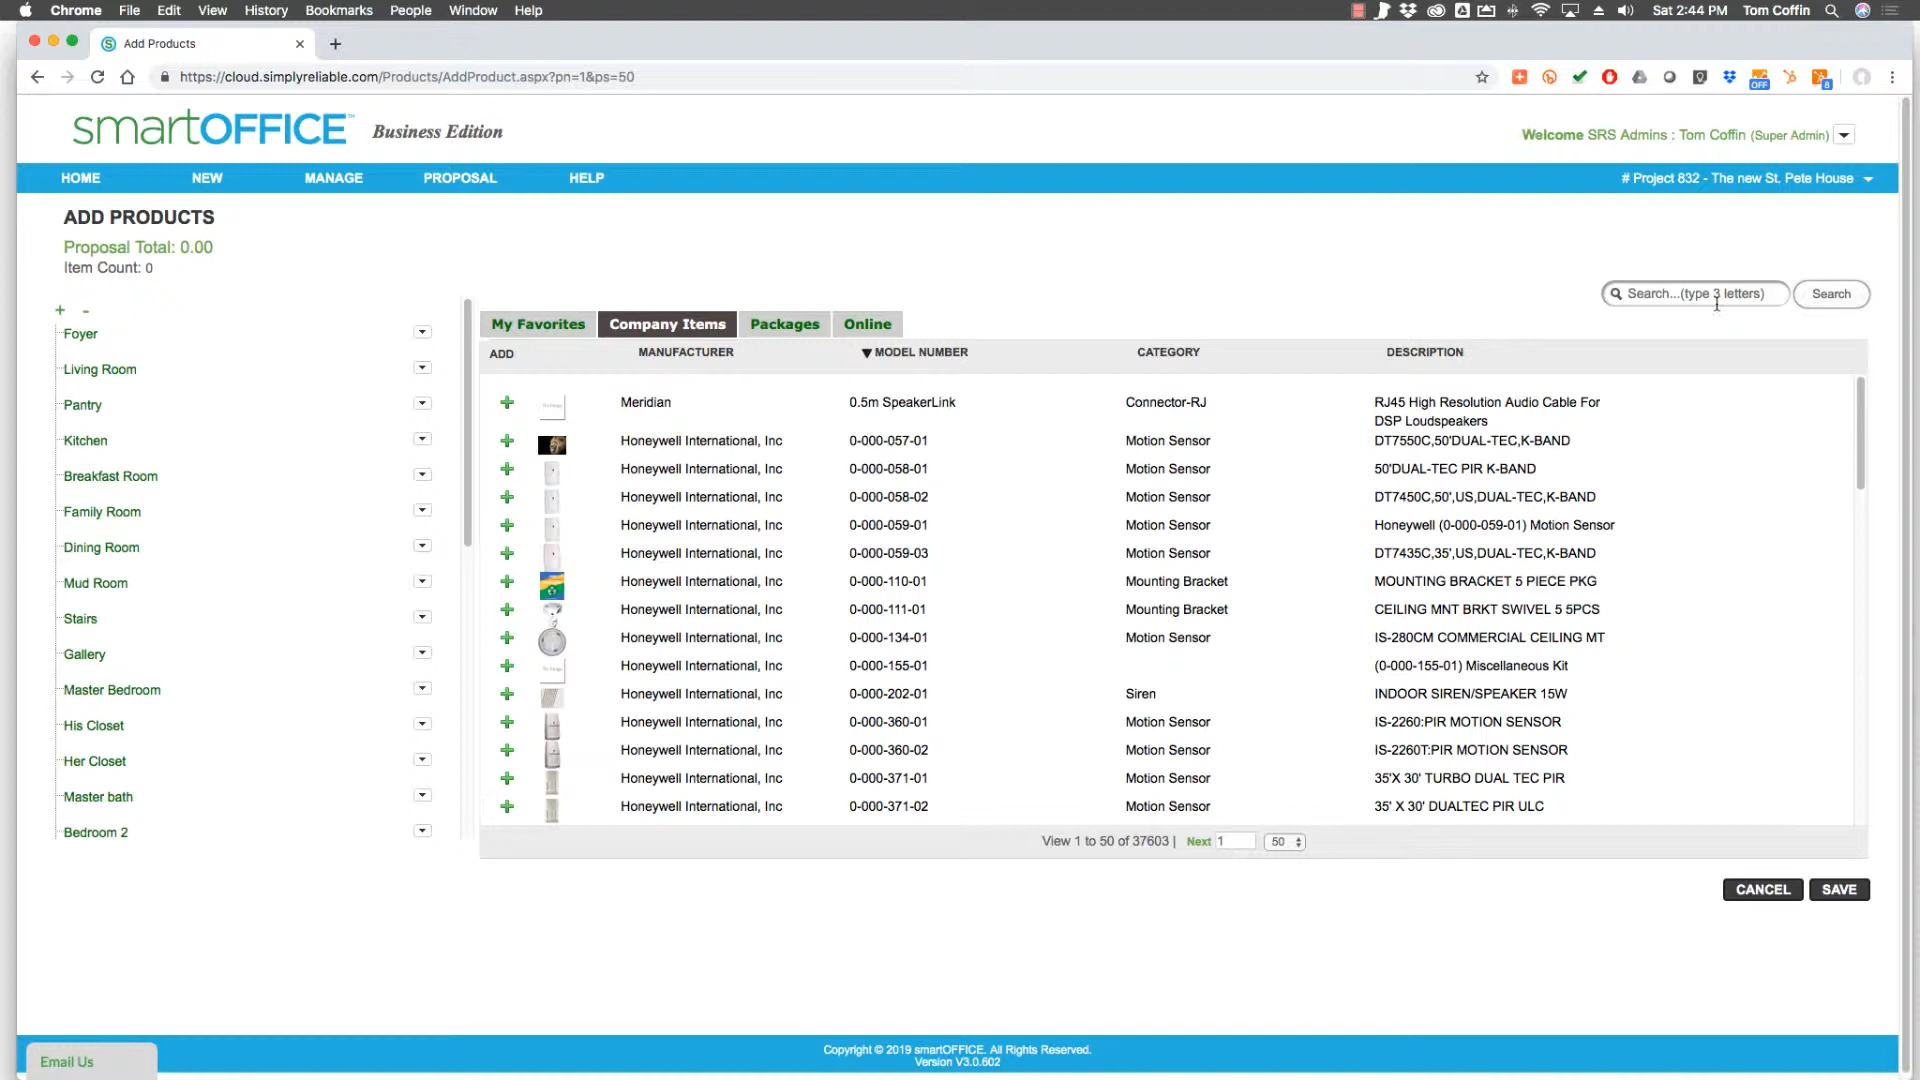 Chrome File Edit View History Bookmarks People Window Help Sat 2:44 PM Tom Coffin
Add Products
https://cloud.simplyreliable.com/Products/AddProduct.aspx?pn=1&ps=50
OFF 8
smartOFFICE™ Business Edition
Welcome SRS Admins : Tom Coffin (Super Admin)
HOME NEW MANAGE PROPOSAL HELP # Project 832 - The new St. Pete House
ADD PRODUCTS
Proposal Total: 0.00
Item Count: 0
Search...(type 3 letters) Search
+ -
Foyer
Living Room
Pantry
Kitchen
Breakfast Room
Family Room
Dining Room
Mud Room
Stairs
Gallery
Master Bedroom
His Closet
Her Closet
Master bath
Bedroom 2
My Favorites Company Items Packages Online
ADD MANUFACTURER ▼ MODEL NUMBER CATEGORY DESCRIPTION
Meridian 0.5m SpeakerLink Connector-RJ RJ45 High Resolution Audio Cable For
DSP Loudspeakers
Honeywell International, Inc 0-000-057-01 Motion Sensor DT7550C,50'DUAL-TEC,K-BAND
Honeywell International, Inc 0-000-058-01 Motion Sensor 50'DUAL-TEC PIR K-BAND
Honeywell International, Inc 0-000-058-02 Motion Sensor DT7450C,50',US,DUAL-TEC,K-BAND
Honeywell International, Inc 0-000-059-01 Motion Sensor Honeywell (0-000-059-01) Motion Sensor
Honeywell International, Inc 0-000-059-03 Motion Sensor DT7435C,35',US,DUAL-TEC,K-BAND
Honeywell International, Inc 0-000-110-01 Mounting Bracket MOUNTING BRACKET 5 PIECE PKG
Honeywell International, Inc 0-000-111-01 Mounting Bracket CEILING MNT BRKT SWIVEL 5 5PCS
Honeywell International, Inc 0-000-134-01 Motion Sensor IS-280CM COMMERCIAL CEILING MT
Honeywell International, Inc 0-000-155-01 (0-000-155-01) Miscellaneous Kit
Honeywell International, Inc 0-000-202-01 Siren INDOOR SIREN/SPEAKER 15W
Honeywell International, Inc 0-000-360-01 Motion Sensor IS-2260:PIR MOTION SENSOR
Honeywell International, Inc 0-000-360-02 Motion Sensor IS-2260T:PIR MOTION SENSOR
Honeywell International, Inc 0-000-371-01 Motion Sensor 35'X 30' TURBO DUAL TEC PIR
Honeywell International, Inc 0-000-371-02 Motion Sensor 35' X 30' DUALTEC PIR ULC
View 1 to 50 of 37603 | Next 1 50
CANCEL SAVE
Copyright © 2019 smartOFFICE. All Rights Reserved.
Version V3.0.602
Email Us